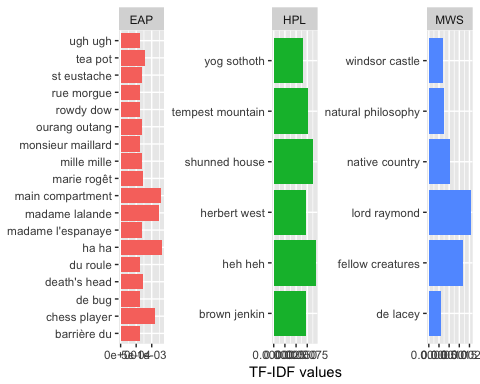 EAP
HPL
MWS
ugh ugh
tea pot
st eustache
rue morgue
rowdy dow
ourang outang
monsieur maillard
mille mille
marie rogêt
main compartment
madame lalande
madame l'espanaye
ha ha
du roule
death's head
de bug
chess player
barrière du
yog sothoth
tempest mountain
shunned house
herbert west
heh heh
brown jenkin
windsor castle
natural philosophy
native country
lord raymond
fellow creatures
de lacey
TF-IDF values